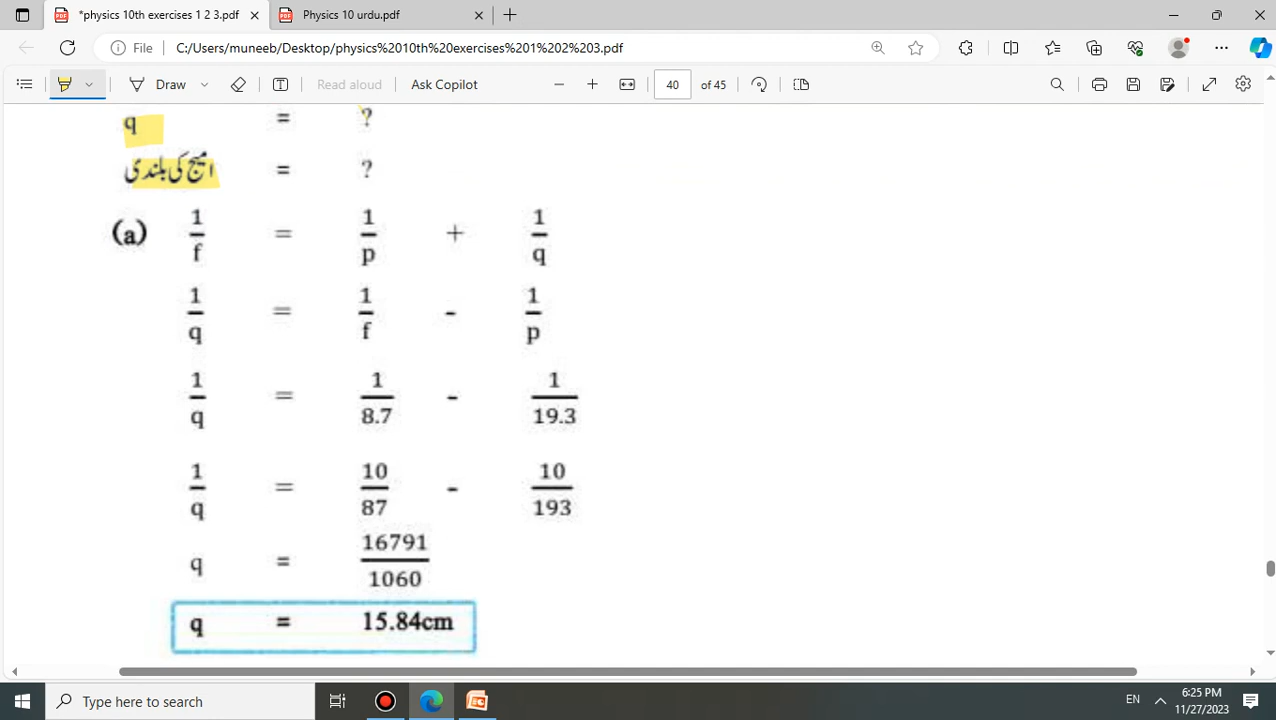 *physics 10th exercises 1 2 3.pdf
Physics 10 urdu.pdf
File C:/Users/muneeb/Desktop/physics%2010th%20exercises%201%202%203.pdf
Draw Read aloud Ask Copilot 40 of 45
q = ?
امیج کی بلندی = ?
(a) 1/f = 1/p + 1/q
1/q = 1/f - 1/p
1/q = 1/8.7 - 1/19.3
1/q = 10/87 - 10/193
q = 16791/1060
q = 15.84cm
Type here to search
EN 6:25 PM
11/27/2023